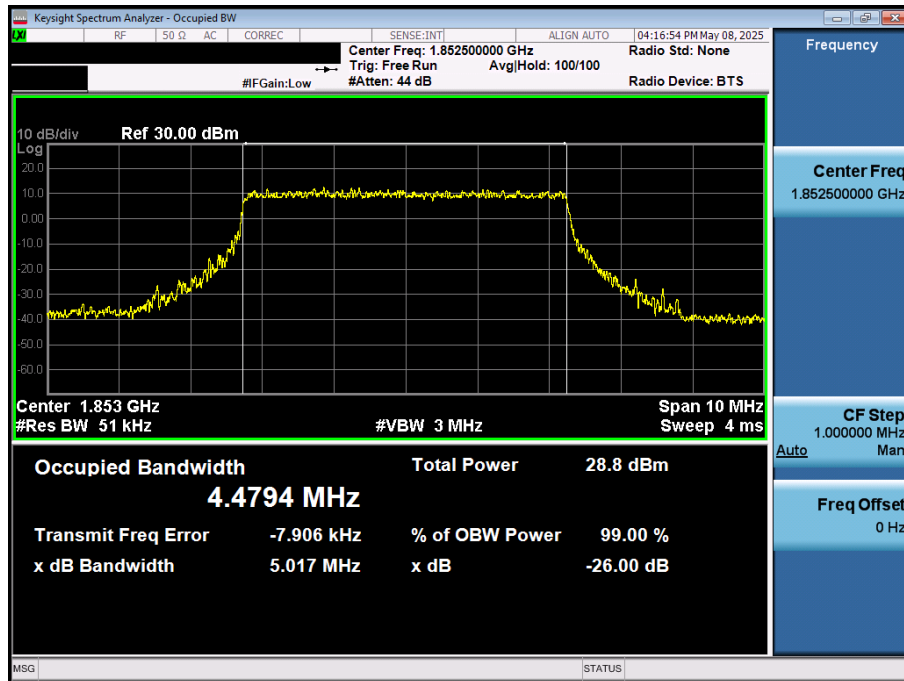 Keysight Spectrum Analyzer - Occupied BW
LXI RF 50 Ω AC CORREC SENSE:INT ALIGN AUTO 04:16:54 PM May 08, 2025
Center Freq: 1.852500000 GHz Radio Std: None
Trig: Free Run Avg|Hold: 100/100
#IFGain:Low #Atten: 44 dB Radio Device: BTS
10 dB/div Ref 30.00 dBm
Log
20.0
10.0
0.00
-10.0
-20.0
-30.0
-40.0
-50.0
-60.0
Center 1.853 GHz Span 10 MHz
#Res BW 51 kHz #VBW 3 MHz Sweep 4 ms
Occupied Bandwidth Total Power 28.8 dBm
4.4794 MHz
Transmit Freq Error -7.906 kHz % of OBW Power 99.00 %
x dB Bandwidth 5.017 MHz x dB -26.00 dB
MSG STATUS
Frequency
Center Freq
1.852500000 GHz
CF Step
1.000000 MHz
Auto Man
Freq Offset
0 Hz